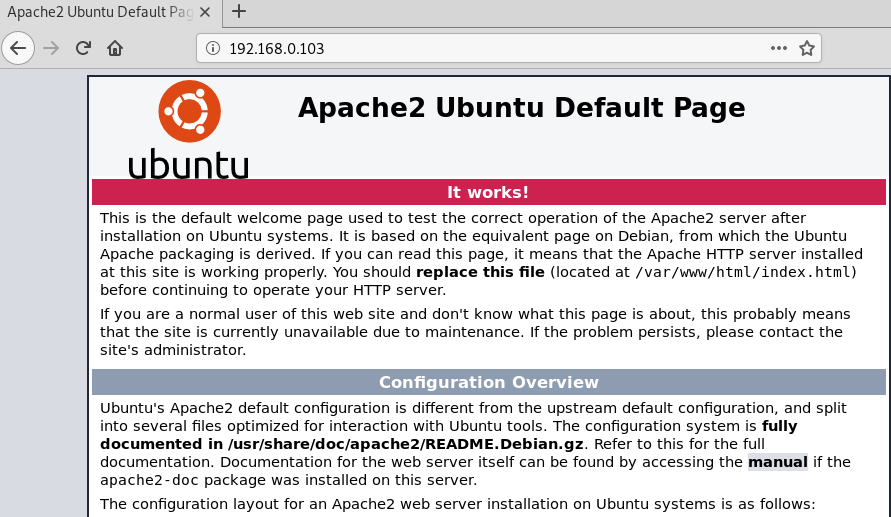 Apache2 Ubuntu Default Pag
192.168.0.103
ubuntu
Apache2 Ubuntu Default Page
It works!
This is the default welcome page used to test the correct operation of the Apache2 server after
installation on Ubuntu systems. It is based on the equivalent page on Debian, from which the Ubuntu
Apache packaging is derived. If you can read this page, it means that the Apache HTTP server installed
at this site is working properly. You should replace this file (located at /var/www/html/index.html)
before continuing to operate your HTTP server.
If you are a normal user of this web site and don't know what this page is about, this probably means
that the site is currently unavailable due to maintenance. If the problem persists, please contact the
site's administrator.
Configuration Overview
Ubuntu's Apache2 default configuration is different from the upstream default configuration, and split
into several files optimized for interaction with Ubuntu tools. The configuration system is fully
documented in /usr/share/doc/apache2/README.Debian.gz. Refer to this for the full
documentation. Documentation for the web server itself can be found by accessing the manual if the
apache2-doc package was installed on this server.
The configuration layout for an Apache2 web server installation on Ubuntu systems is as follows: